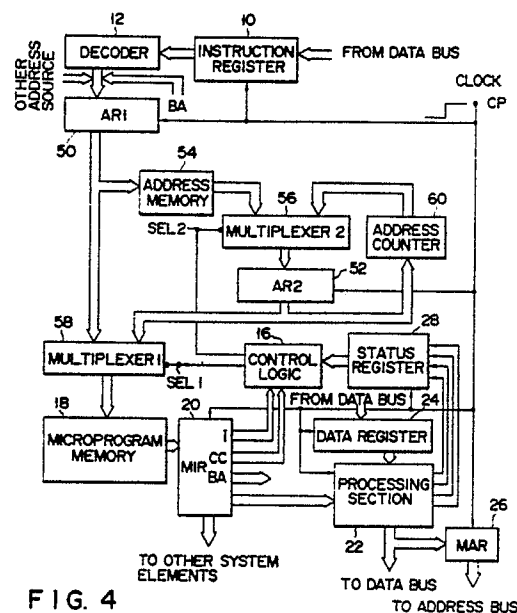 12
10
DECODER
INSTRUCTION
REGISTER
FROM DATA BUS
OTHER
ADDRESS
SOURCE
BA
CLOCK
CP
AR1
50
54
ADDRESS
MEMORY
56
60
SEL2
MULTIPLEXER 2
ADDRESS
COUNTER
52
AR2
58
16
28
MULTIPLEXER 1
SEL 1
CONTROL
LOGIC
STATUS
REGISTER
FROM DATA BUS
18
20
24
MICROPROGRAM
MEMORY
MIR
I
CC
BA
DATA REGISTER
PROCESSING
SECTION
26
22
MAR
TO OTHER SYSTEM
ELEMENTS
TO DATA BUS
TO ADDRESS BUS
FIG. 4